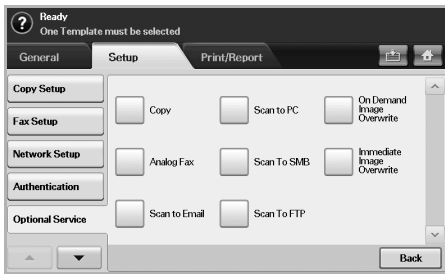 Ready
One Template must be selected
General
Setup
Print/Report
Copy Setup
Fax Setup
Network Setup
Authentication
Optional Service
Copy
Scan to PC
On Demand
Image
Overwrite
Analog Fax
Scan To SMB
Immediate
Image
Overwrite
Scan to Email
Scan To FTP
Back